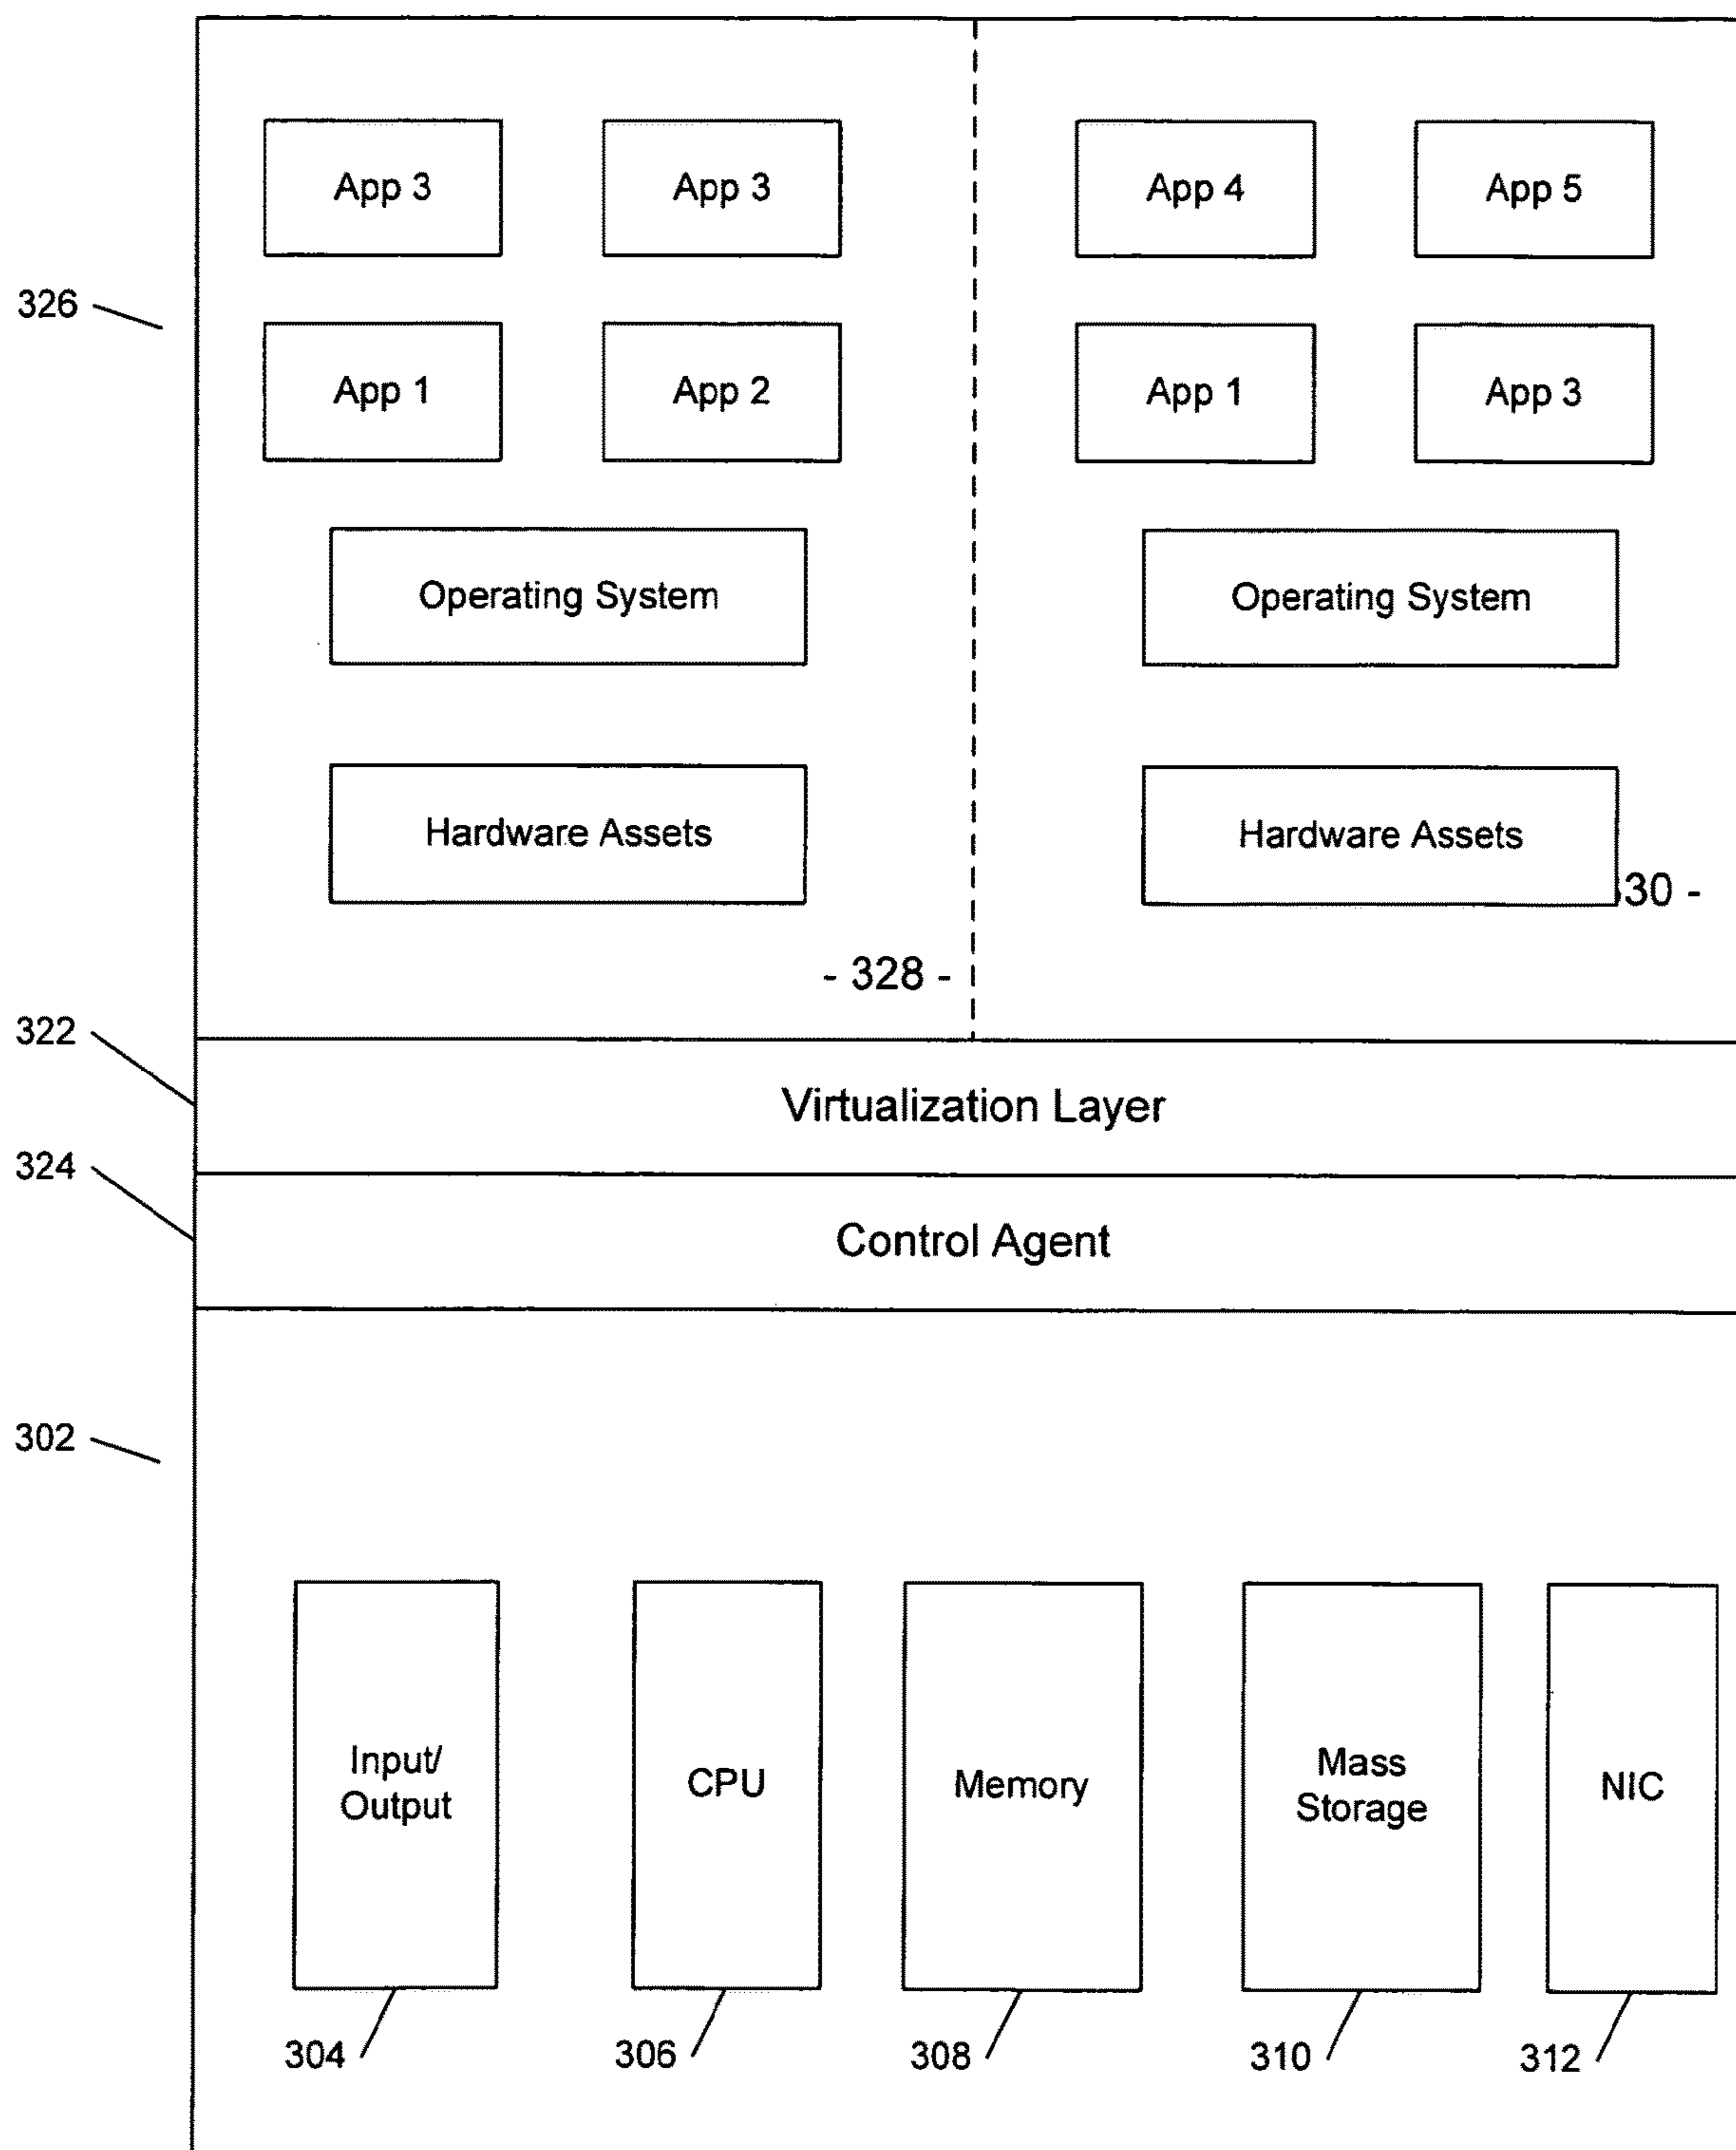 App 3 App 3 App 4 App 5
326
App 1 App 2 App 1 App 3
Operating System Operating System
Hardware Assets Hardware Assets
30 -
- 328 -
322
Virtualization Layer
324
Control Agent
302
Input/
Output
CPU
Memory
Mass
Storage
NIC
304 306 308 310 312